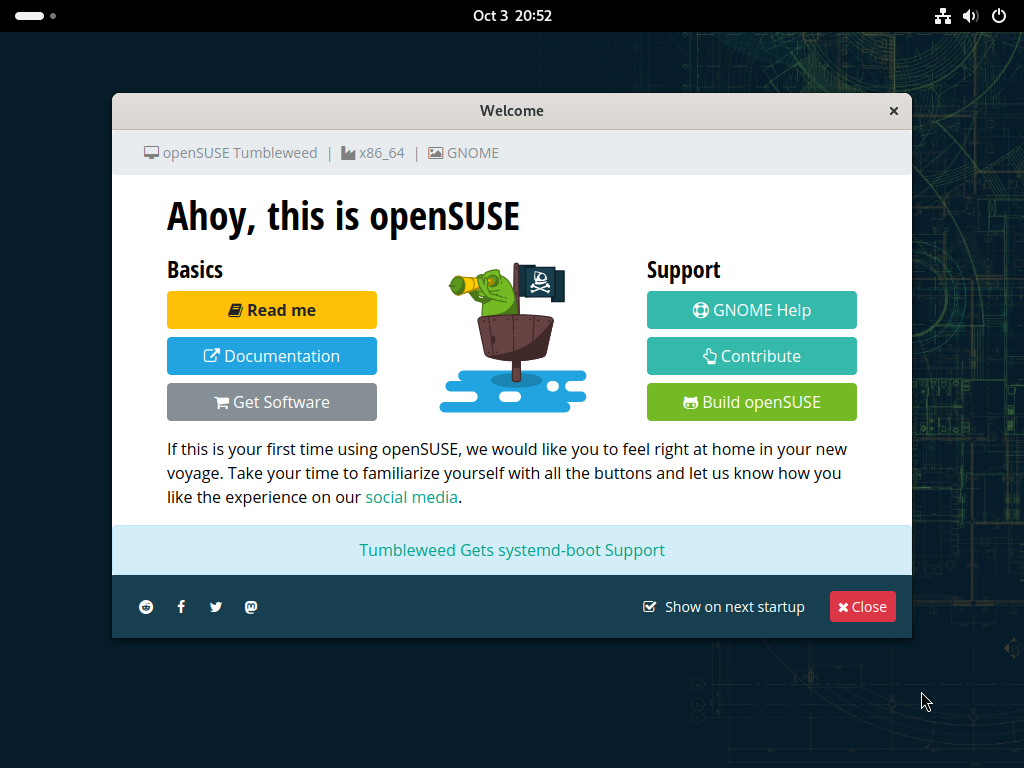 Oct 3 20:52
Welcome
openSUSE Tumbleweed | x86_64 | GNOME
Ahoy, this is openSUSE
Basics
Read me
Documentation
Get Software
Support
GNOME Help
Contribute
Build openSUSE
If this is your first time using openSUSE, we would like you to feel right at home in your new
voyage. Take your time to familiarize yourself with all the buttons and let us know how you
like the experience on our social media.
Tumbleweed Gets systemd-boot Support
Show on next startup
Close